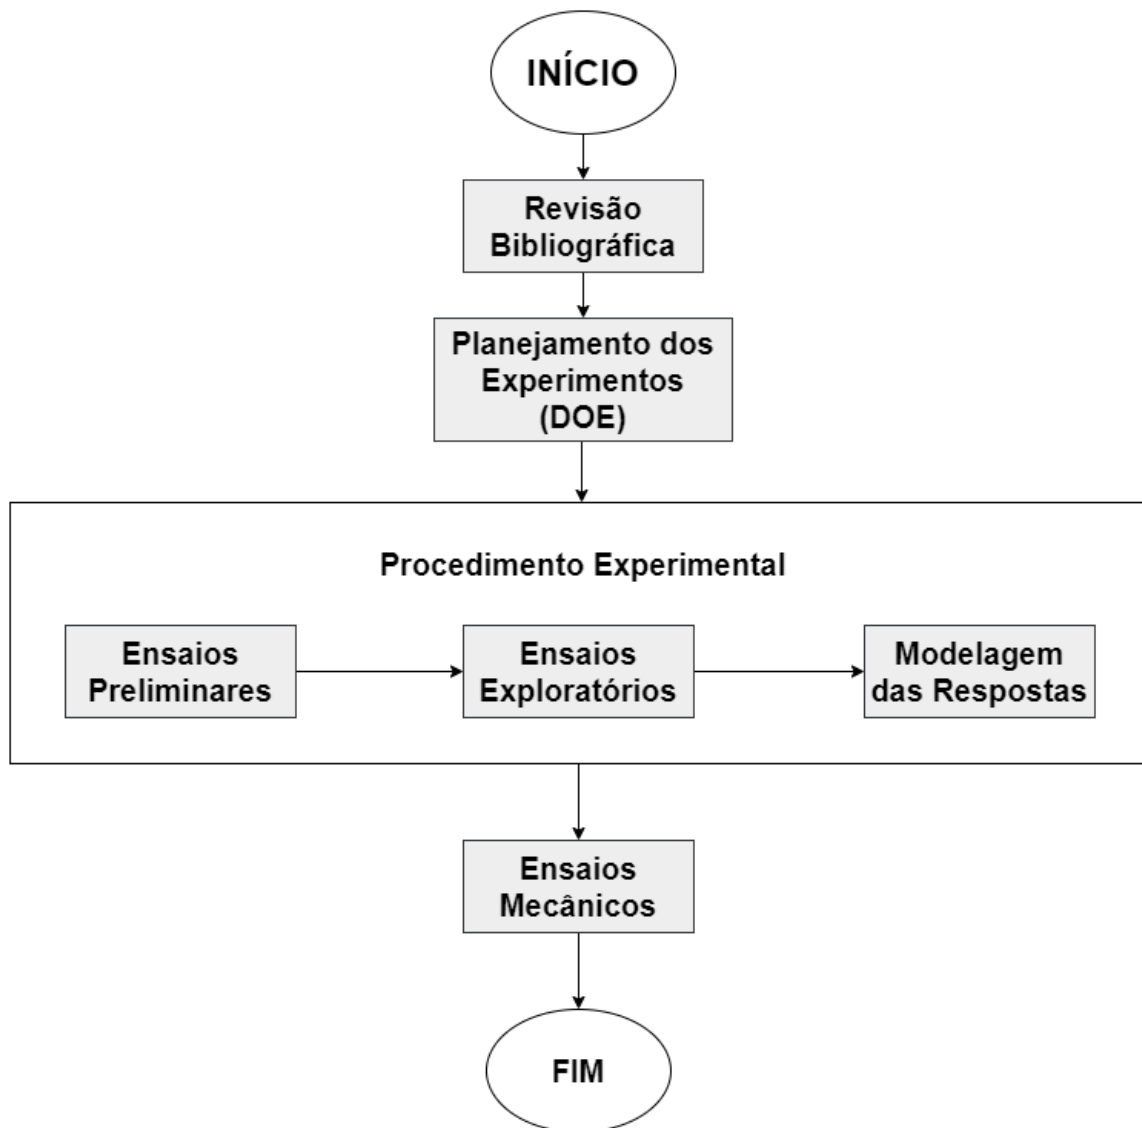 INÍCIO
Revisão
Bibliográfica
Planejamento dos
Experimentos
(DOE)
Procedimento Experimental
Ensaios
Preliminares
Ensaios
Exploratórios
Modelagem
das Respostas
Ensaios
Mecânicos
FIM